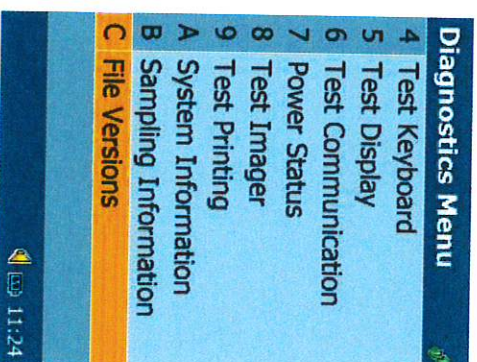 Diagnostics Menu
4 Test Keyboard
5 Test Display
6 Test Communication
7 Power Status
8 Test Imager
9 Test Printing
A System Information
B Sampling Information
C File Versions
11:24